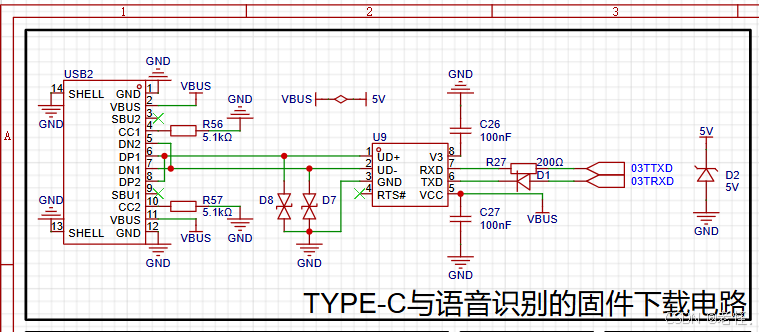 1 2 3
A
USB2
14 SHELL
GND 1
VBUS 2
SBU2 3
CC1 4
DN2 5
DP1 6
DN1 7
DP2 8
SBU1 9
CC2 10
VBUS 11
GND 12
13 SHELL
GND
GND
GND
VBUS
GND
R56
5.1kΩ
R57
5.1kΩ
GND
VBUS
GND
VBUS 5V
D8 D7
GND
U9
1 UD+
2 UD-
3 GND
4 RTS#
V3 8
RXD 7
TXD 6
VCC 5
GND
C26
100nF
R27 200Ω
D1
03TTXD
03TRXD
VBUS
C27
100nF
GND
5V
D2
5V
GND
TYPE-C与语音识别的固件下载电路